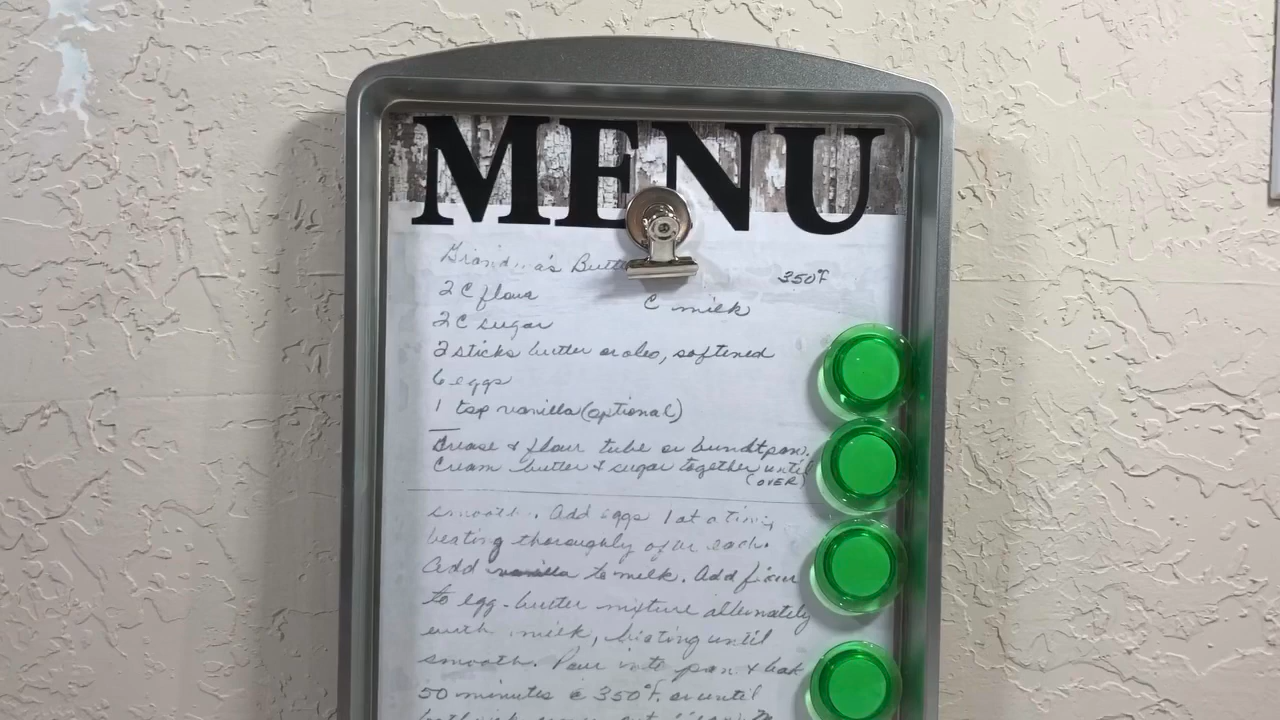 MENU
Grandma's Butte
350°F
2 C flour
C milk
2 C sugar
2 sticks butter or oleo, softened
6 eggs
1 tsp vanilla (optional)
Grease & flour tube or bundt pan.
Cream butter & sugar together until
(OVER)
smooth. Add eggs 1 at a time,
beating thoroughly after each.
Add vanilla to milk. Add flour
to egg-butter mixture alternately
with milk, beating until
smooth. Pour into pan & bak
50 minutes @ 350°F. or until